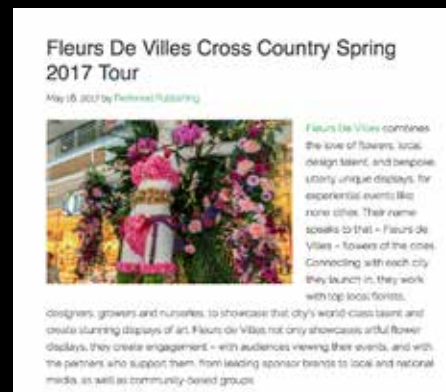 Fleurs De Villes Cross Country Spring
2017 Tour
May 18, 2017 by Preferred Publishing
Fleurs De Villes combines
the love of flowers, local
design talent, and bespoke,
utterly unique displays, for
experiential events like
none other. Their name
speaks to that – Fleurs de
Villes – flowers of the cities.
Connecting with each city
they launch in, they work
with top local florists,
designers, growers and nurseries, to showcase that city's world-class talent and
create stunning displays of art. Fleurs de Villes not only showcases artful flower
displays, they create engagement – with audiences viewing their events, and with
the partners who support them, from leading sponsor brands to local and national
media, as well as community-based groups.